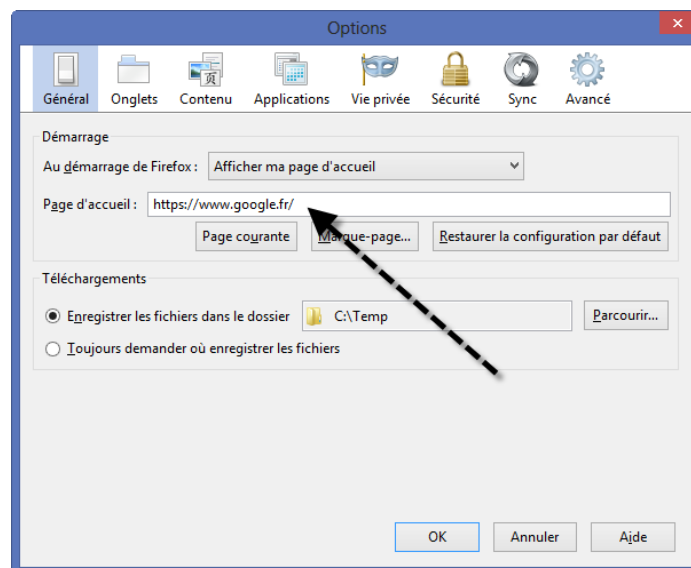 Options
Général Onglets Contenu Applications Vie privée Sécurité Sync Avancé
Démarrage
Au démarrage de Firefox : Afficher ma page d'accueil
Page d'accueil : https://www.google.fr/
Page courante Marque-page... Restaurer la configuration par défaut
Téléchargements
Enregistrer les fichiers dans le dossier C:\Temp Parcourir...
Toujours demander où enregistrer les fichiers
OK Annuler Aide